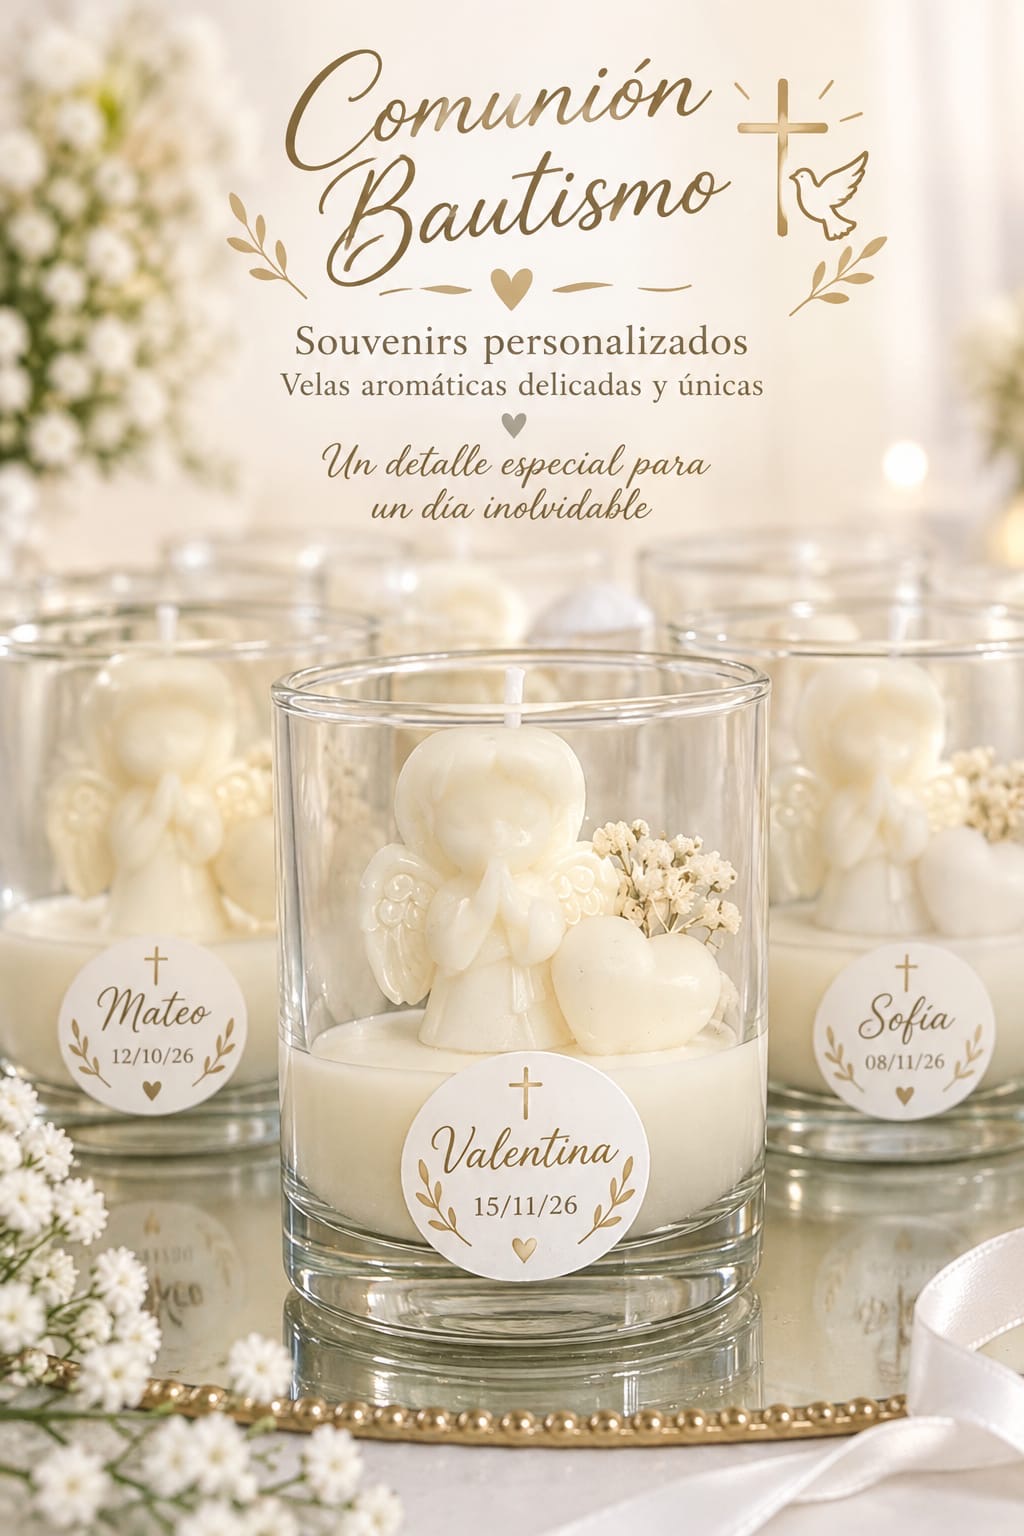 Comunión
Bautismo
Souvenirs personalizados
Velas aromáticas delicadas y únicas
Un detalle especial para
un día inolvidable
Mateo
12/10/26
Sofía
08/11/26
Valentina
15/11/26